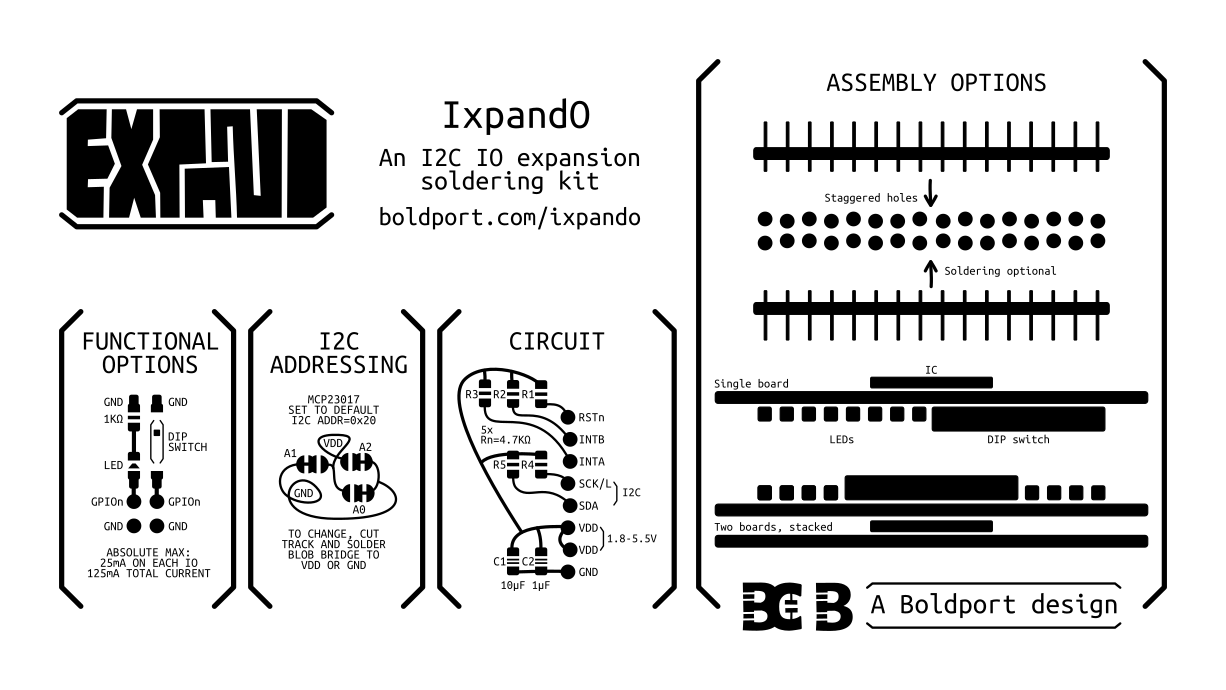 EXPANDO
IxpandO
An I2C IO expansion
soldering kit
boldport.com/ixpando
FUNCTIONAL
OPTIONS
GND
GND
1KΩ
DIP
SWITCH
LED
GPIOn
GPIOn
GND
GND
ABSOLUTE MAX:
25mA ON EACH IO
125mA TOTAL CURRENT
I2C
ADDRESSING
MCP23017
SET TO DEFAULT
I2C ADDR=0x20
VDD
A1
A2
GND
A0
TO CHANGE, CUT
TRACK AND SOLDER
BLOB BRIDGE TO
VDD OR GND
CIRCUIT
R3 R2 R1
RSTn
5x
Rn=4.7KΩ
INTB
INTA
R5 R4
SCK/L
I2C
SDA
VDD
1.8-5.5V
VDD
C1 C2
GND
10µF 1µF
ASSEMBLY OPTIONS
Staggered holes
Soldering optional
IC
Single board
LEDs
DIP switch
Two boards, stacked
BC B
A Boldport design